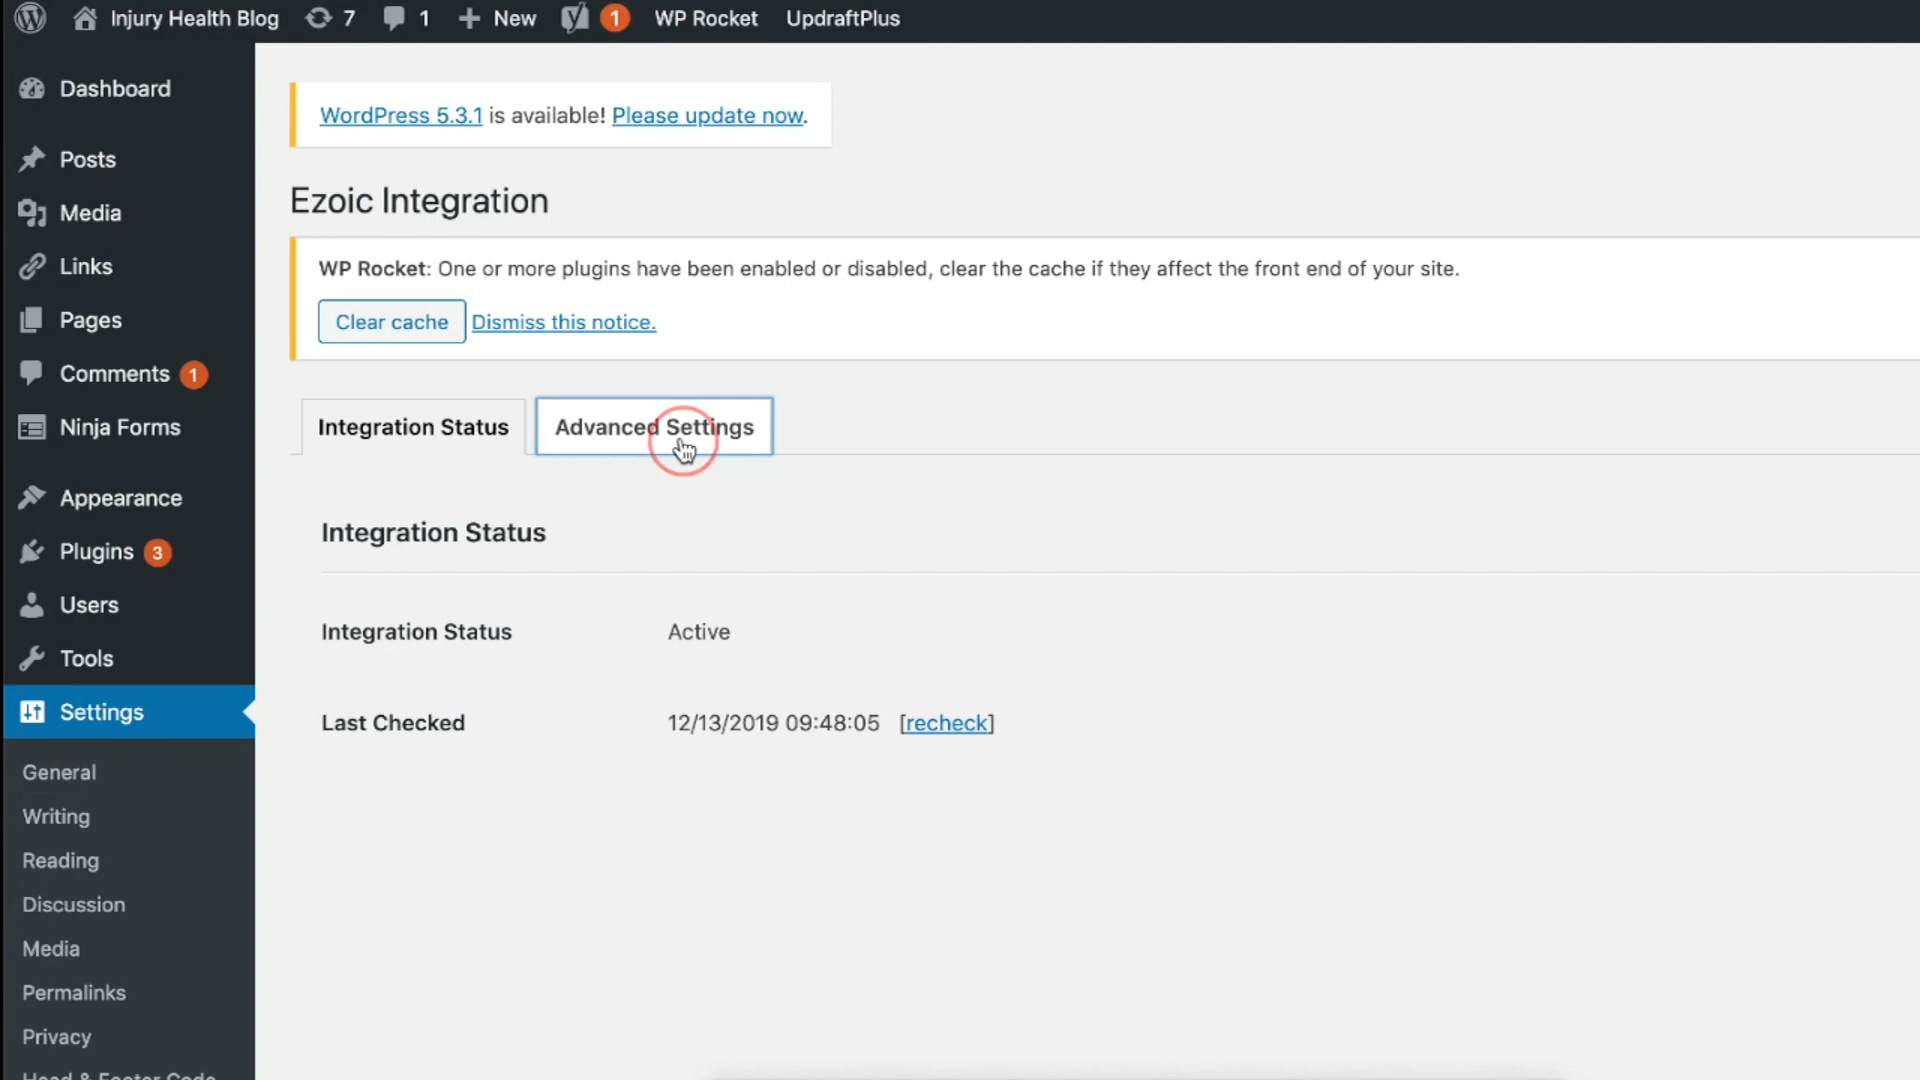 Injury Health Blog 7 1 New 1 WP Rocket UpdraftPlus
Dashboard
Posts
Media
Links
Pages
Comments 1
Ninja Forms
Appearance
Plugins 3
Users
Tools
Settings
General
Writing
Reading
Discussion
Media
Permalinks
Privacy
Head & Footer Code
WordPress 5.3.1 is available! Please update now.
Ezoic Integration
WP Rocket: One or more plugins have been enabled or disabled, clear the cache if they affect the front end of your site.
Clear cache Dismiss this notice.
Integration Status Advanced Settings
Integration Status
Integration Status Active
Last Checked 12/13/2019 09:48:05 [recheck]